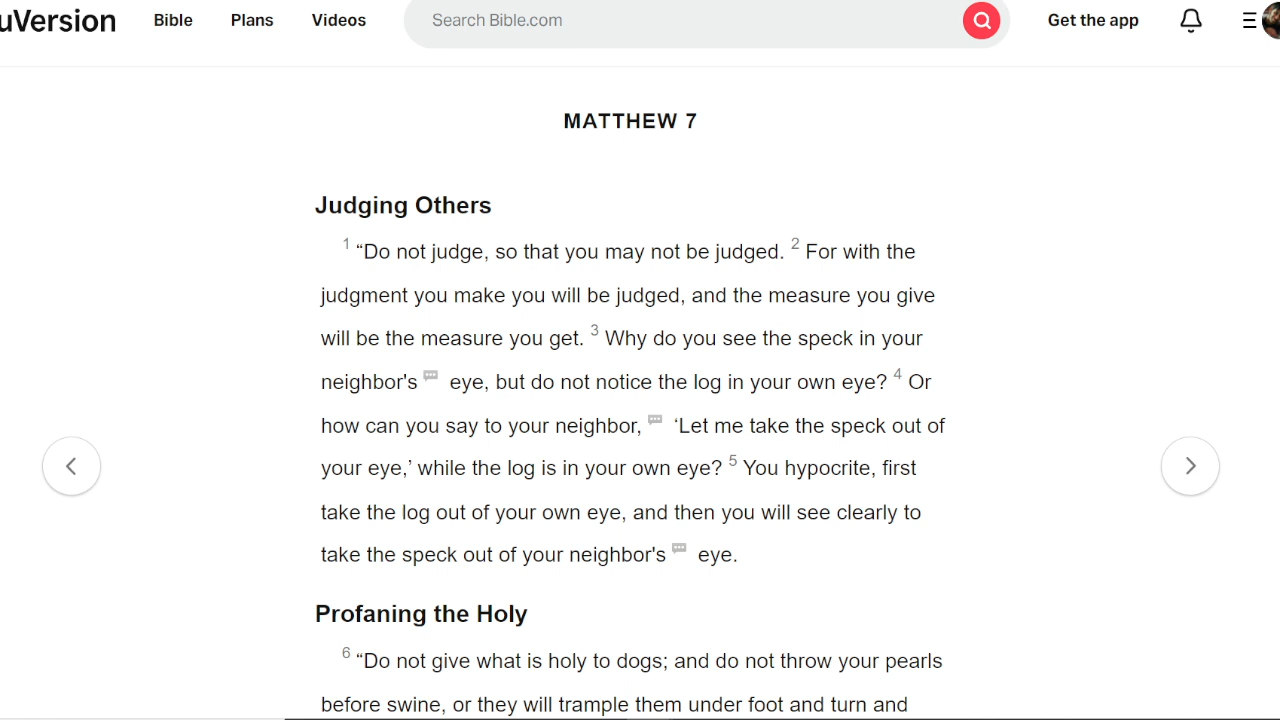 uVersion Bible Plans Videos Search Bible.com Get the app
MATTHEW 7
Judging Others
1 “Do not judge, so that you may not be judged. 2 For with the
judgment you make you will be judged, and the measure you give
will be the measure you get. 3 Why do you see the speck in your
neighbor's eye, but do not notice the log in your own eye? 4 Or
how can you say to your neighbor, ‘Let me take the speck out of
your eye,’ while the log is in your own eye? 5 You hypocrite, first
take the log out of your own eye, and then you will see clearly to
take the speck out of your neighbor's eye.
Profaning the Holy
6 “Do not give what is holy to dogs; and do not throw your pearls
before swine, or they will trample them under foot and turn and